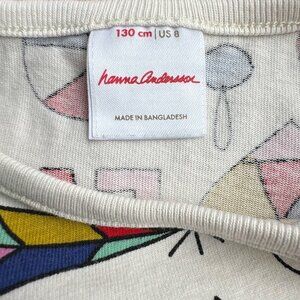 130 cm | US 8
hanna andersson
MADE IN BANGLADESH